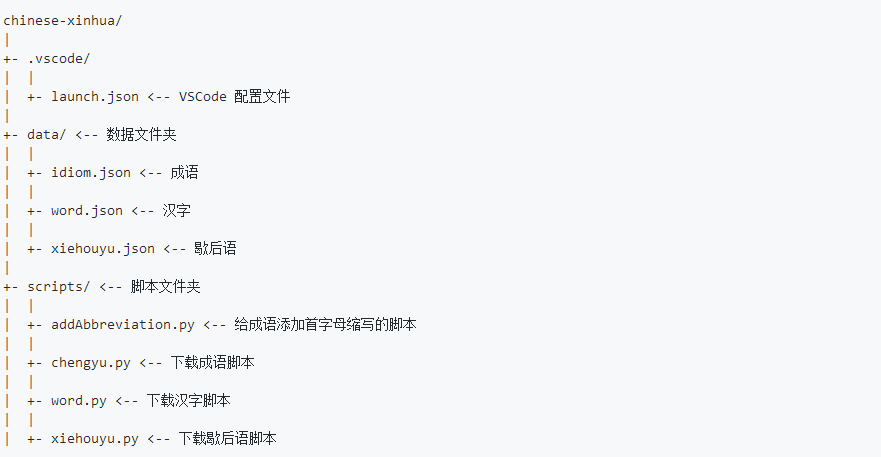 chinese-xinhua/
|
+- .vscode/
|  |
|  +- launch.json <-- VSCode 配置文件
|
+- data/ <-- 数据文件夹
|  |
|  +- idiom.json <-- 成语
|  |
|  +- word.json <-- 汉字
|  |
|  +- xiehouyu.json <-- 歇后语
|
+- scripts/ <-- 脚本文件夹
|  |
|  +- addAbbreviation.py <-- 给成语添加首字母缩写的脚本
|  |
|  +- chengyu.py <-- 下载成语脚本
|  |
|  +- word.py <-- 下载汉字脚本
|  |
|  +- xiehouyu.py <-- 下载歇后语脚本